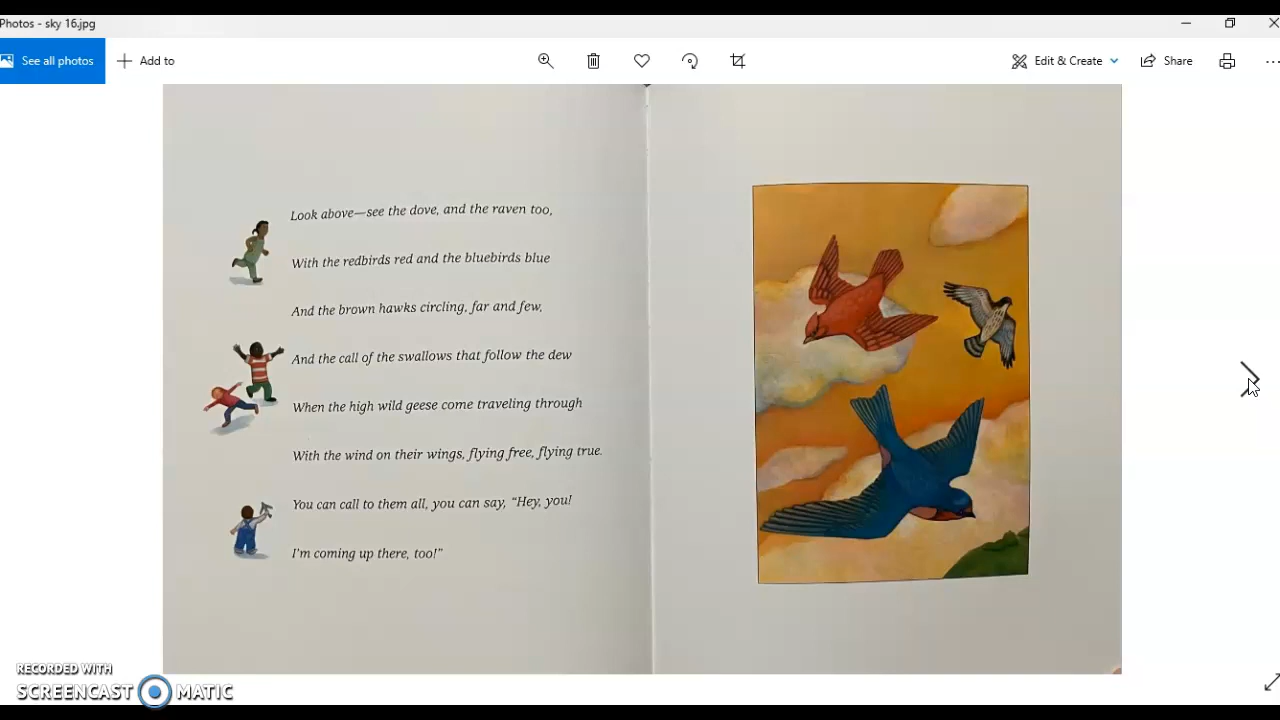 Photos - sky 16.jpg
See all photos
Add to
Edit & Create
Share
Look above—see the dove, and the raven too,
With the redbirds red and the bluebirds blue
And the brown hawks circling, far and few,
And the call of the swallows that follow the dew
When the high wild geese come traveling through
With the wind on their wings, flying free, flying true.
You can call to them all, you can say, “Hey, you!
I'm coming up there, too!”
RECORDED WITH
SCREENCAST MATIC